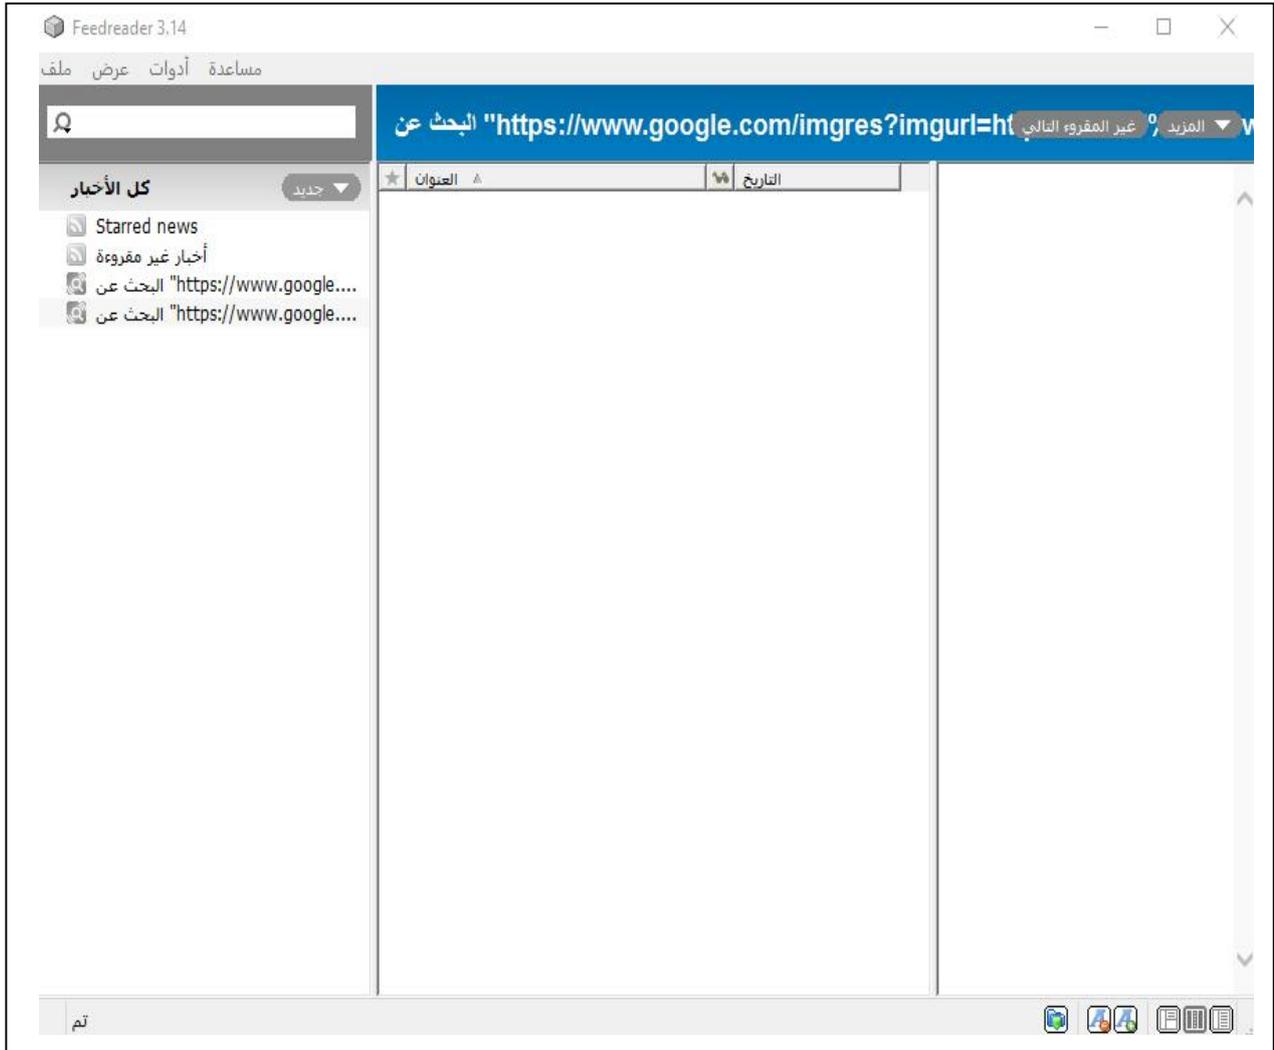 Feedreader 3.14
ملف عرض أدوات مساعدة
البحث عن "https://www.google.com/imgres?imgurl=ht
غير المقروء التالي
%
المزيد
كل الأخبار
جديد
العنوان
التاريخ
Starred news
أخبار غير مقروءة
البحث عن "https://www.google....
البحث عن "https://www.google....
تم